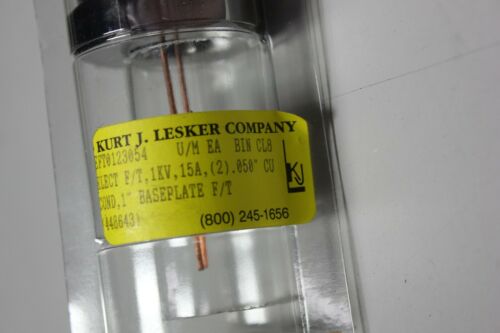 KURT J. LESKER COMPANY
EFT0123054 U/M EA BIN CL8
ELECT F/T,1KV,15A,(2).050" CU
COND,1" BASEPLATE F/T
KJL
(800) 245-1656